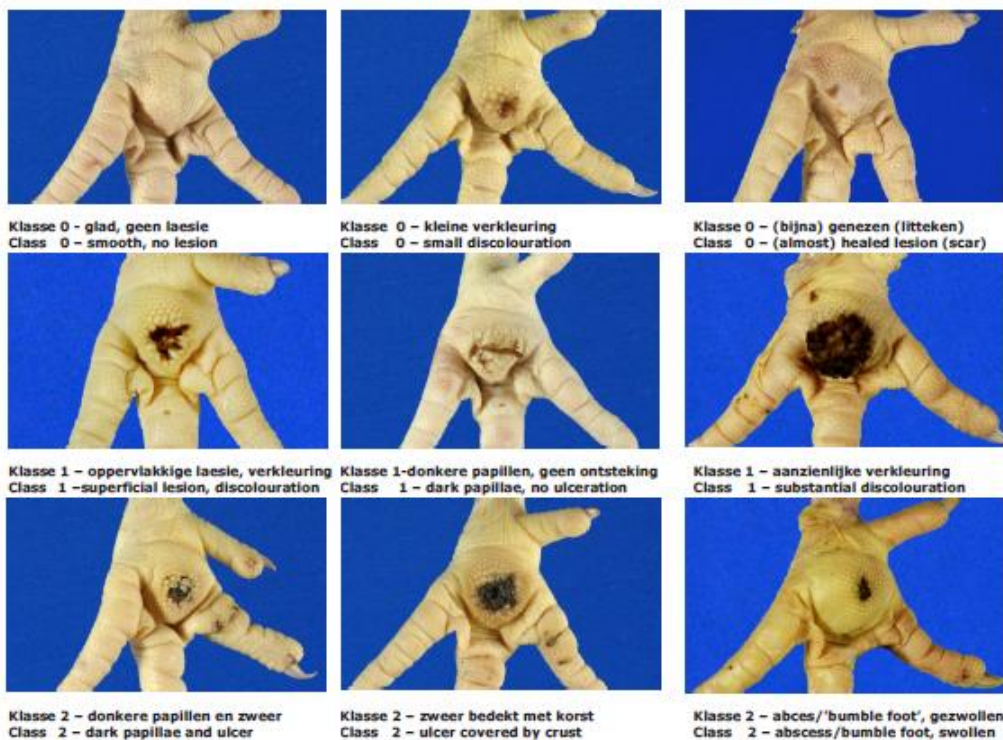 Klasse 0 - glad, geen laesie
Class 0 - smooth, no lesion
Klasse 0 - kleine verkleuring
Class 0 - small discolouration
Klasse 0 - (bijna) genezen (litteken)
Class 0 - (almost) healed lesion (scar)
Klasse 1 – oppervlakkige laesie, verkleuring
Class 1 –superficial lesion, discolouration
Klasse 1-donkere papillen, geen ontsteking
Class 1 – dark papillae, no ulceration
Klasse 1 – aanzienlijke verkleuring
Class 1 – substantial discolouration
Klasse 2 – donkere papillen en zweer
Class 2 – dark papillae and ulcer
Klasse 2 – zweer bedekt met korst
Class 2 – ulcer covered by crust
Klasse 2 – abces/'bumble foot', gezwollen
Class 2 – abscess/bumble foot, swollen